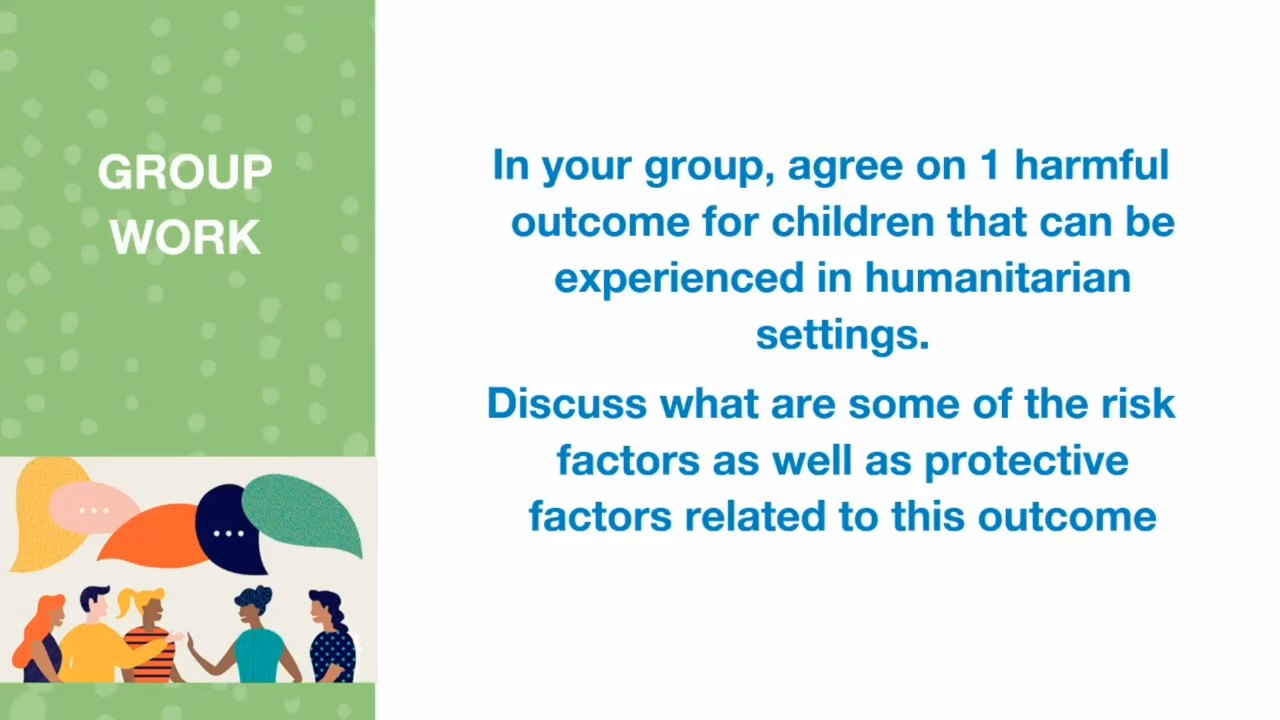 GROUP
WORK
In your group, agree on 1 harmful
outcome for children that can be
experienced in humanitarian
settings.
Discuss what are some of the risk
factors as well as protective
factors related to this outcome